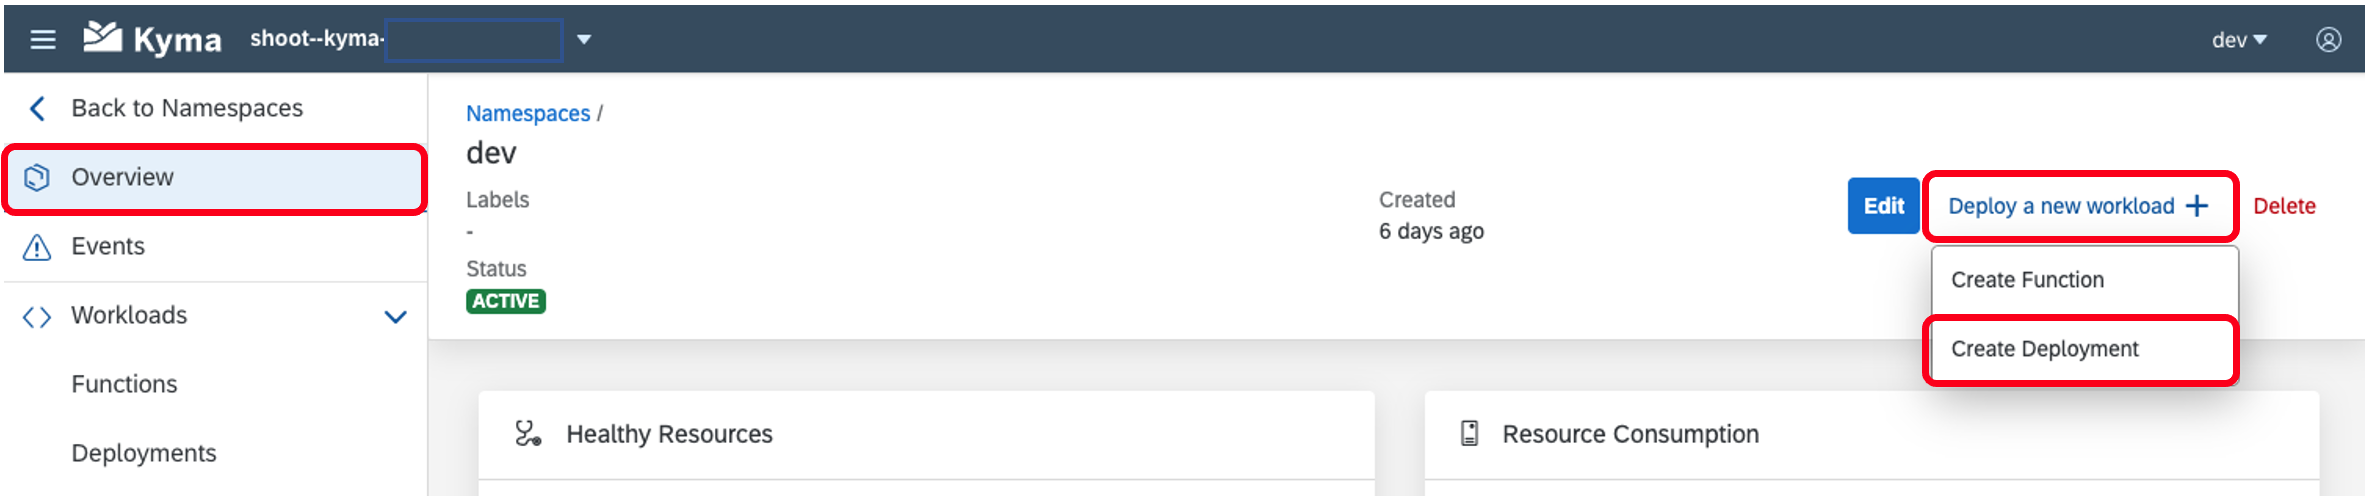 Kyma shoot--kyma- dev
Back to Namespaces
Overview
Events
Workloads
Functions
Deployments
Namespaces /
dev
Labels
-
Status
ACTIVE
Created
6 days ago
Edit
Deploy a new workload +
Delete
Create Function
Create Deployment
Healthy Resources
Resource Consumption